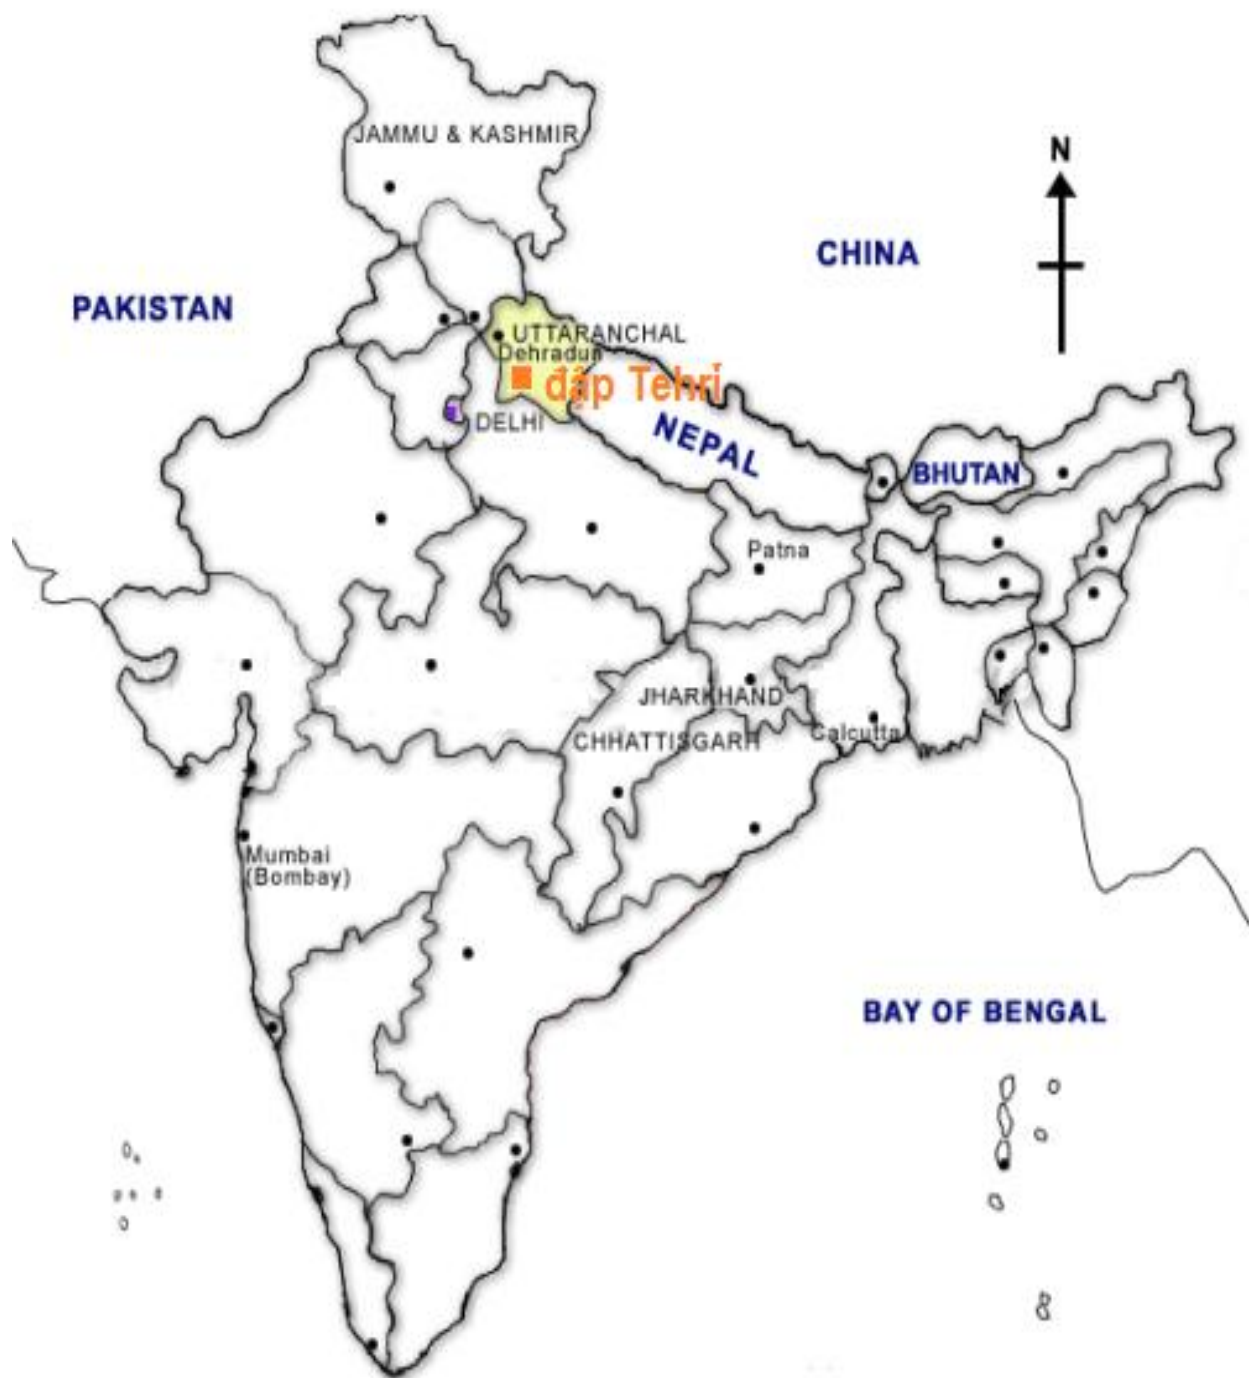 JAMMU & KASHMIR
N
CHINA
PAKISTAN
UTTARANCHAL
Dehradun
đập Tehri
DELHI
NEPAL
BHUTAN
Patna
JHARKHAND
CHHATTISGARH
Calcutta
Mumbai
(Bombay)
BAY OF BENGAL